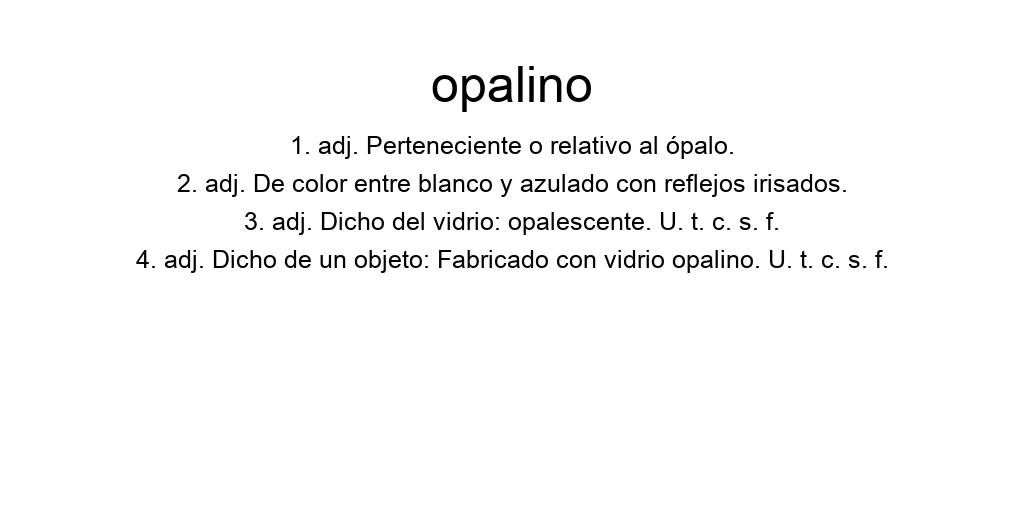 opalino
1. adj. Perteneciente o relativo al ópalo.
2. adj. De color entre blanco y azulado con reflejos irisados.
3. adj. Dicho del vidrio: opalescente. U. t. c. s. f.
4. adj. Dicho de un objeto: Fabricado con vidrio opalino. U. t. c. s. f.